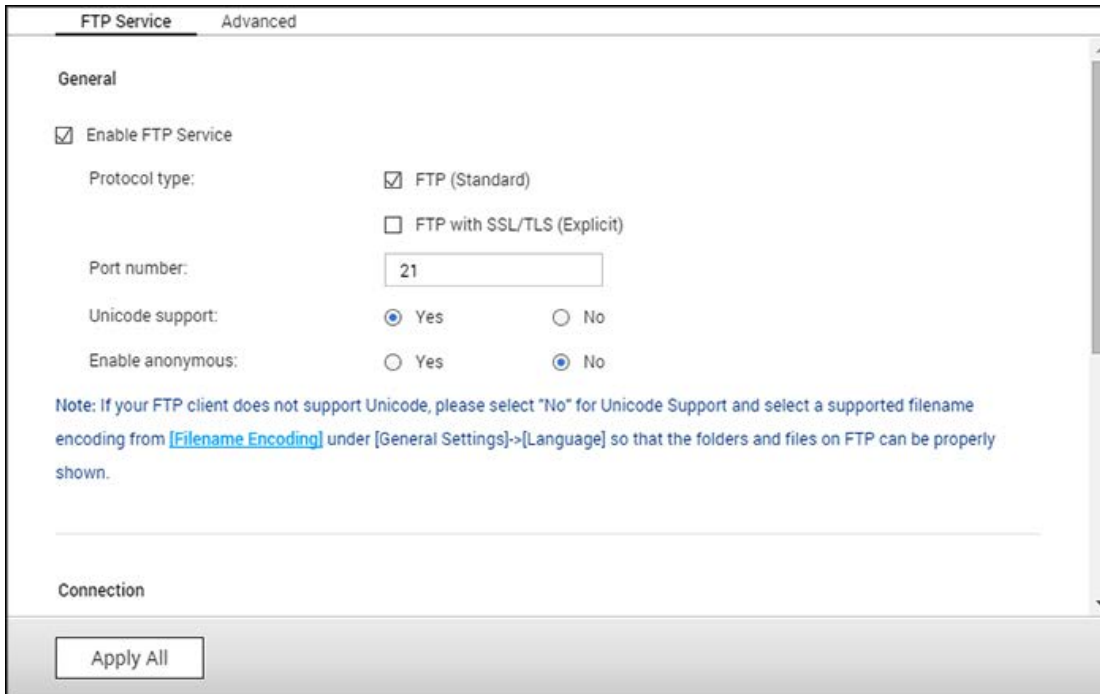 FTP Service Advanced
General
Enable FTP Service
Protocol type: FTP (Standard)
FTP with SSL/TLS (Explicit)
Port number: 21
Unicode support: Yes No
Enable anonymous: Yes No
Note: If your FTP client does not support Unicode, please select "No" for Unicode Support and select a supported filename
encoding from [Filename Encoding] under [General Settings]->[Language] so that the folders and files on FTP can be properly
shown.
Connection
Apply All